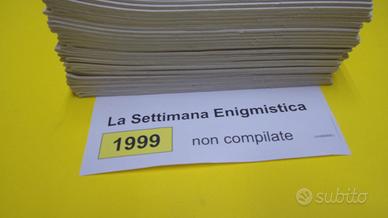 La Settimana Enigmistica
1999 non compilate
subito